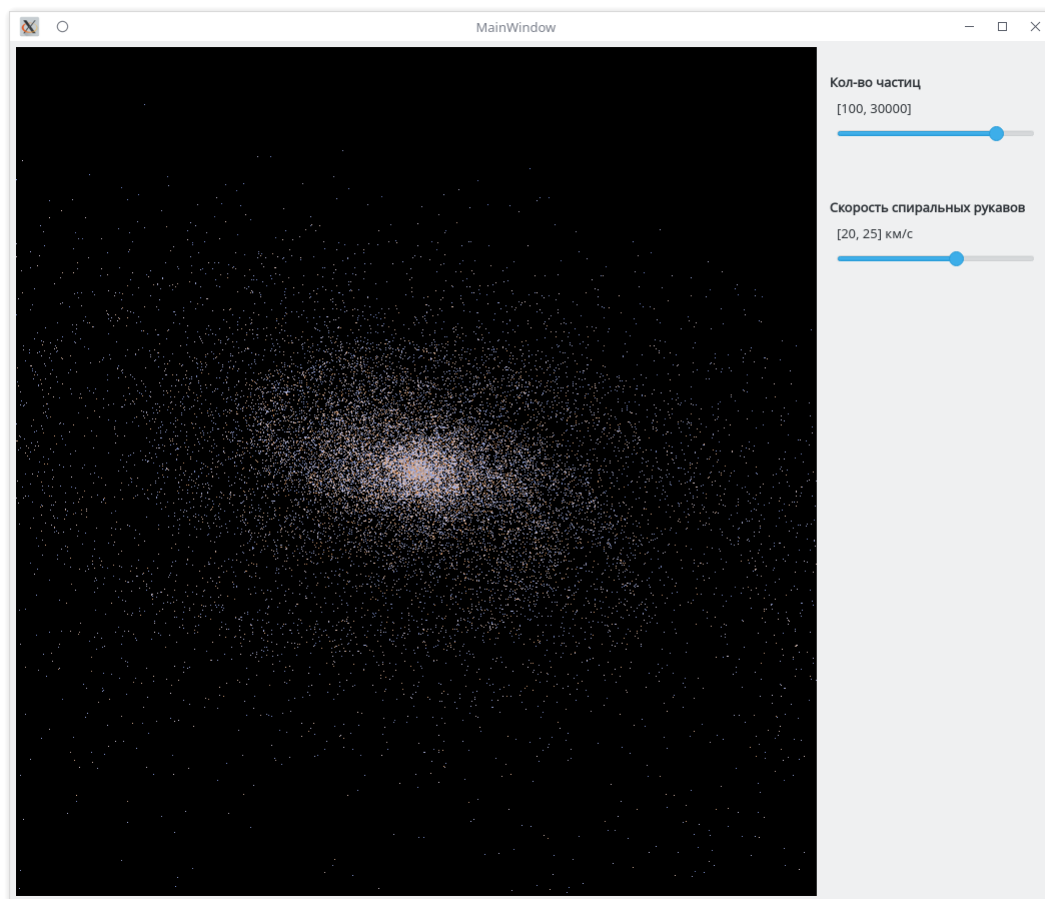 MainWindow
Кол-во частиц
[100, 30000]
Скорость спиральных рукавов
[20, 25] км/с